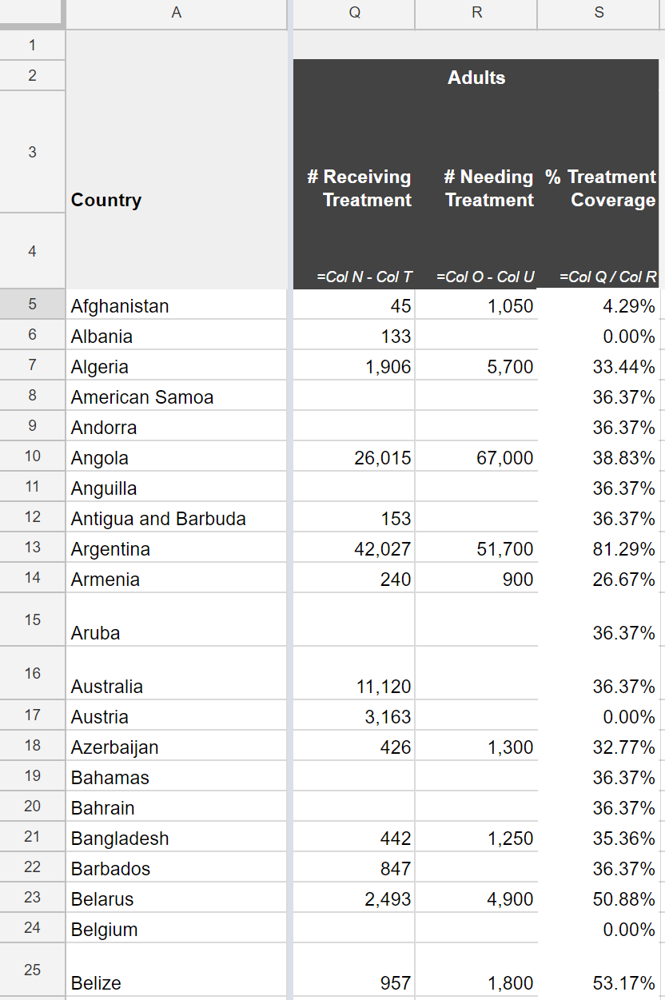 A Q R S
1
2 Adults
3 Country # Receiving Treatment # Needing Treatment % Treatment Coverage
4 =Col N - Col T =Col O - Col U =Col Q / Col R
5 Afghanistan 45 1,050 4.29%
6 Albania 133 0.00%
7 Algeria 1,906 5,700 33.44%
8 American Samoa 36.37%
9 Andorra 36.37%
10 Angola 26,015 67,000 38.83%
11 Anguilla 36.37%
12 Antigua and Barbuda 153 36.37%
13 Argentina 42,027 51,700 81.29%
14 Armenia 240 900 26.67%
15 Aruba 36.37%
16 Australia 11,120 36.37%
17 Austria 3,163 0.00%
18 Azerbaijan 426 1,300 32.77%
19 Bahamas 36.37%
20 Bahrain 36.37%
21 Bangladesh 442 1,250 35.36%
22 Barbados 847 36.37%
23 Belarus 2,493 4,900 50.88%
24 Belgium 0.00%
25 Belize 957 1,800 53.17%